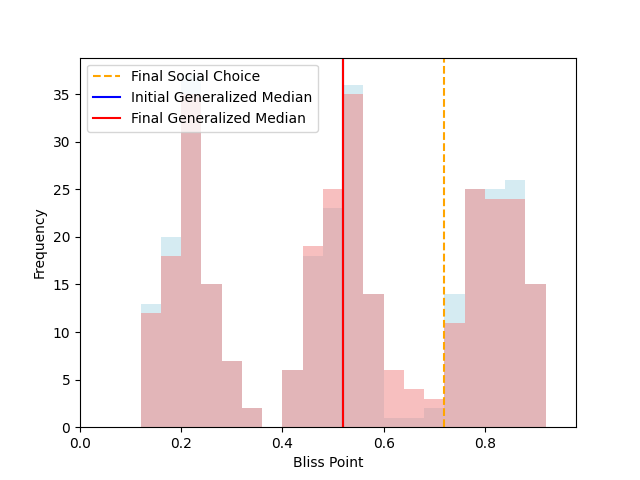 Final Social Choice
Initial Generalized Median
Final Generalized Median
35
30
25
20
15
10
5
0
Frequency
0.0 0.2 0.4 0.6 0.8
Bliss Point